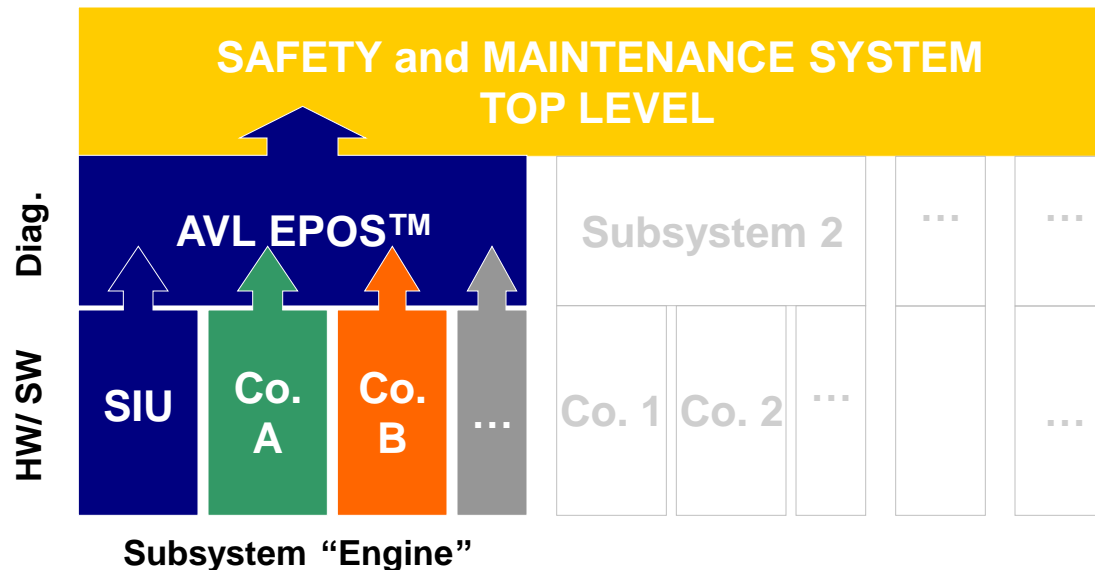 SAFETY and MAINTENANCE SYSTEM
TOP LEVEL
Diag.
AVL EPOS™
Subsystem 2
...
...
HW/ SW
SIU
Co.
A
Co.
B
...
Co. 1
Co. 2
...
...
Subsystem “Engine”